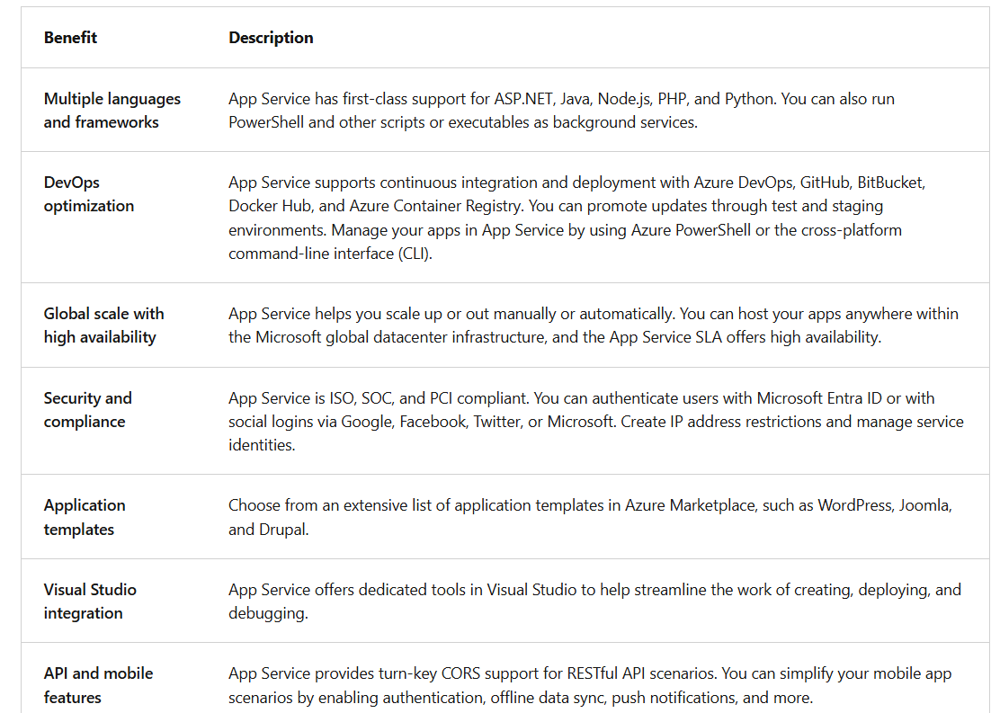 Benefit
Description
Multiple languages
and frameworks
App Service has first-class support for ASP.NET, Java, Node.js, PHP, and Python. You can also run
PowerShell and other scripts or executables as background services.
DevOps
optimization
App Service supports continuous integration and deployment with Azure DevOps, GitHub, BitBucket,
Docker Hub, and Azure Container Registry. You can promote updates through test and staging
environments. Manage your apps in App Service by using Azure PowerShell or the cross-platform
command-line interface (CLI).
Global scale with
high availability
App Service helps you scale up or out manually or automatically. You can host your apps anywhere within
the Microsoft global datacenter infrastructure, and the App Service SLA offers high availability.
Security and
compliance
App Service is ISO, SOC, and PCI compliant. You can authenticate users with Microsoft Entra ID or with
social logins via Google, Facebook, Twitter, or Microsoft. Create IP address restrictions and manage service
identities.
Application
templates
Choose from an extensive list of application templates in Azure Marketplace, such as WordPress, Joomla,
and Drupal.
Visual Studio
integration
App Service offers dedicated tools in Visual Studio to help streamline the work of creating, deploying, and
debugging.
API and mobile
features
App Service provides turn-key CORS support for RESTful API scenarios. You can simplify your mobile app
scenarios by enabling authentication, offline data sync, push notifications, and more.